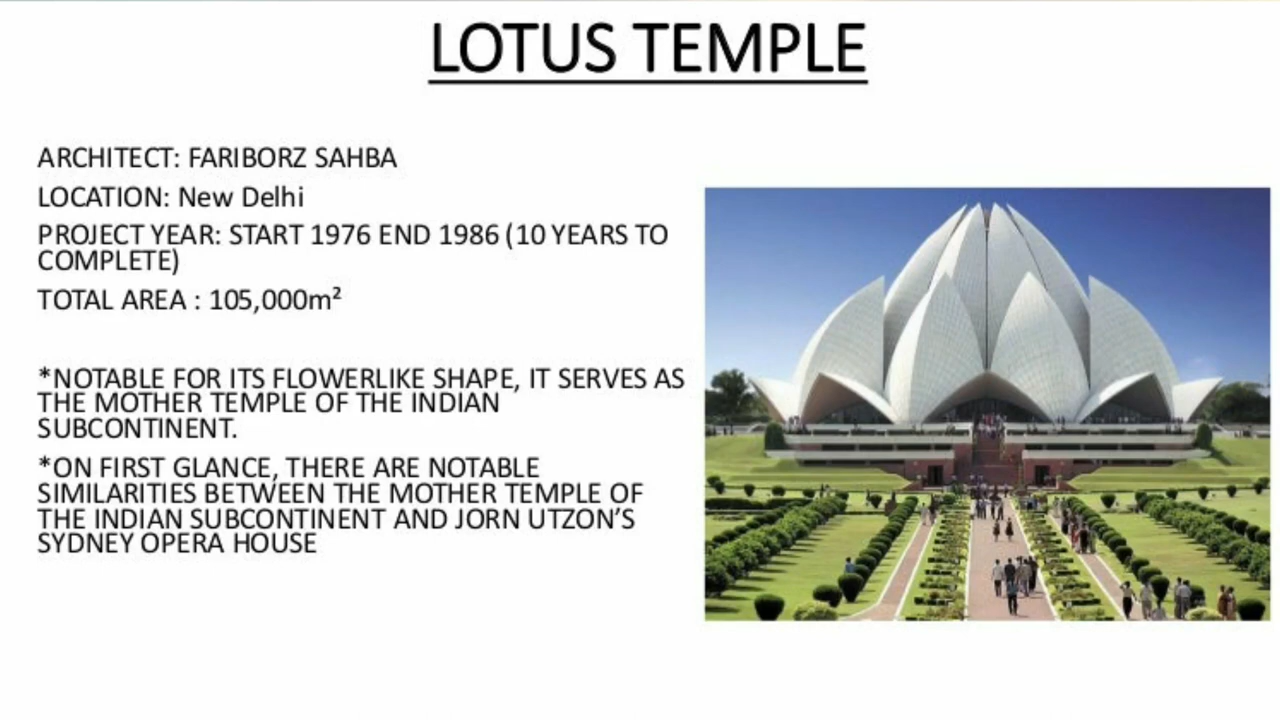 LOTUS TEMPLE
ARCHITECT: FARIBORZ SAHBA
LOCATION: New Delhi
PROJECT YEAR: START 1976 END 1986 (10 YEARS TO
COMPLETE)
TOTAL AREA : 105,000m²
*NOTABLE FOR ITS FLOWERLIKE SHAPE, IT SERVES AS
THE MOTHER TEMPLE OF THE INDIAN
SUBCONTINENT.
*ON FIRST GLANCE, THERE ARE NOTABLE
SIMILARITIES BETWEEN THE MOTHER TEMPLE OF
THE INDIAN SUBCONTINENT AND JORN UTZON’S
SYDNEY OPERA HOUSE